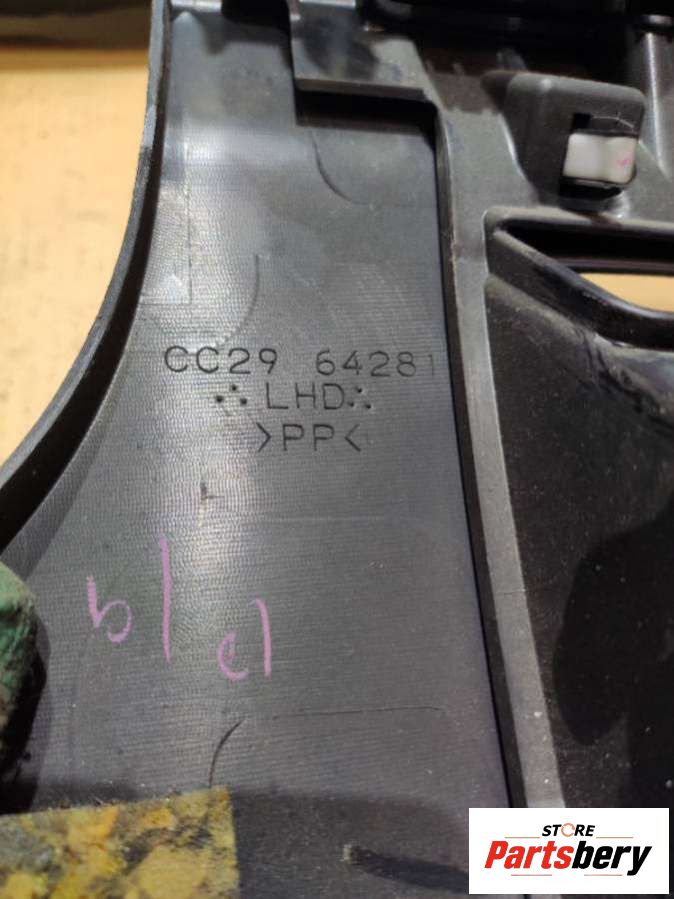 CC29 64281
LHD
>PP<
b/
c/
STORE
Partsbery